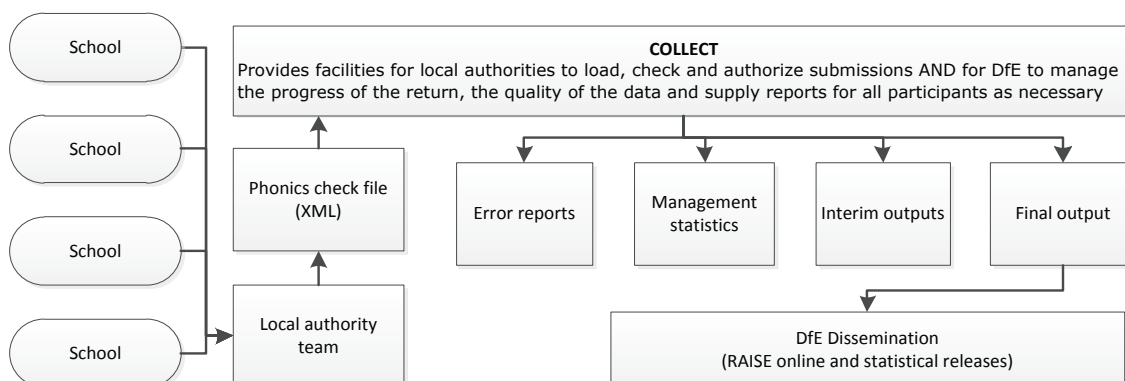 School
School
School
School
COLLECT
Provides facilities for local authorities to load, check and authorize submissions AND for DfE to manage
the progress of the return, the quality of the data and supply reports for all participants as necessary
Phonics check file
(XML)
Local authority
team
Error reports
Management
statistics
Interim outputs
Final output
DfE Dissemination
(RAISE online and statistical releases)